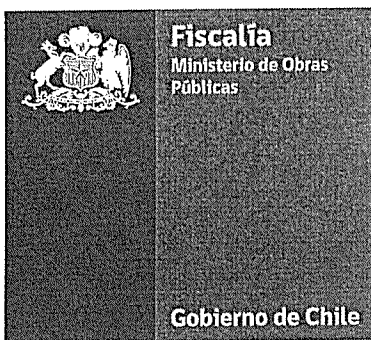 Fiscalía
Ministerio de Obras
Públicas
Gobierno de Chile